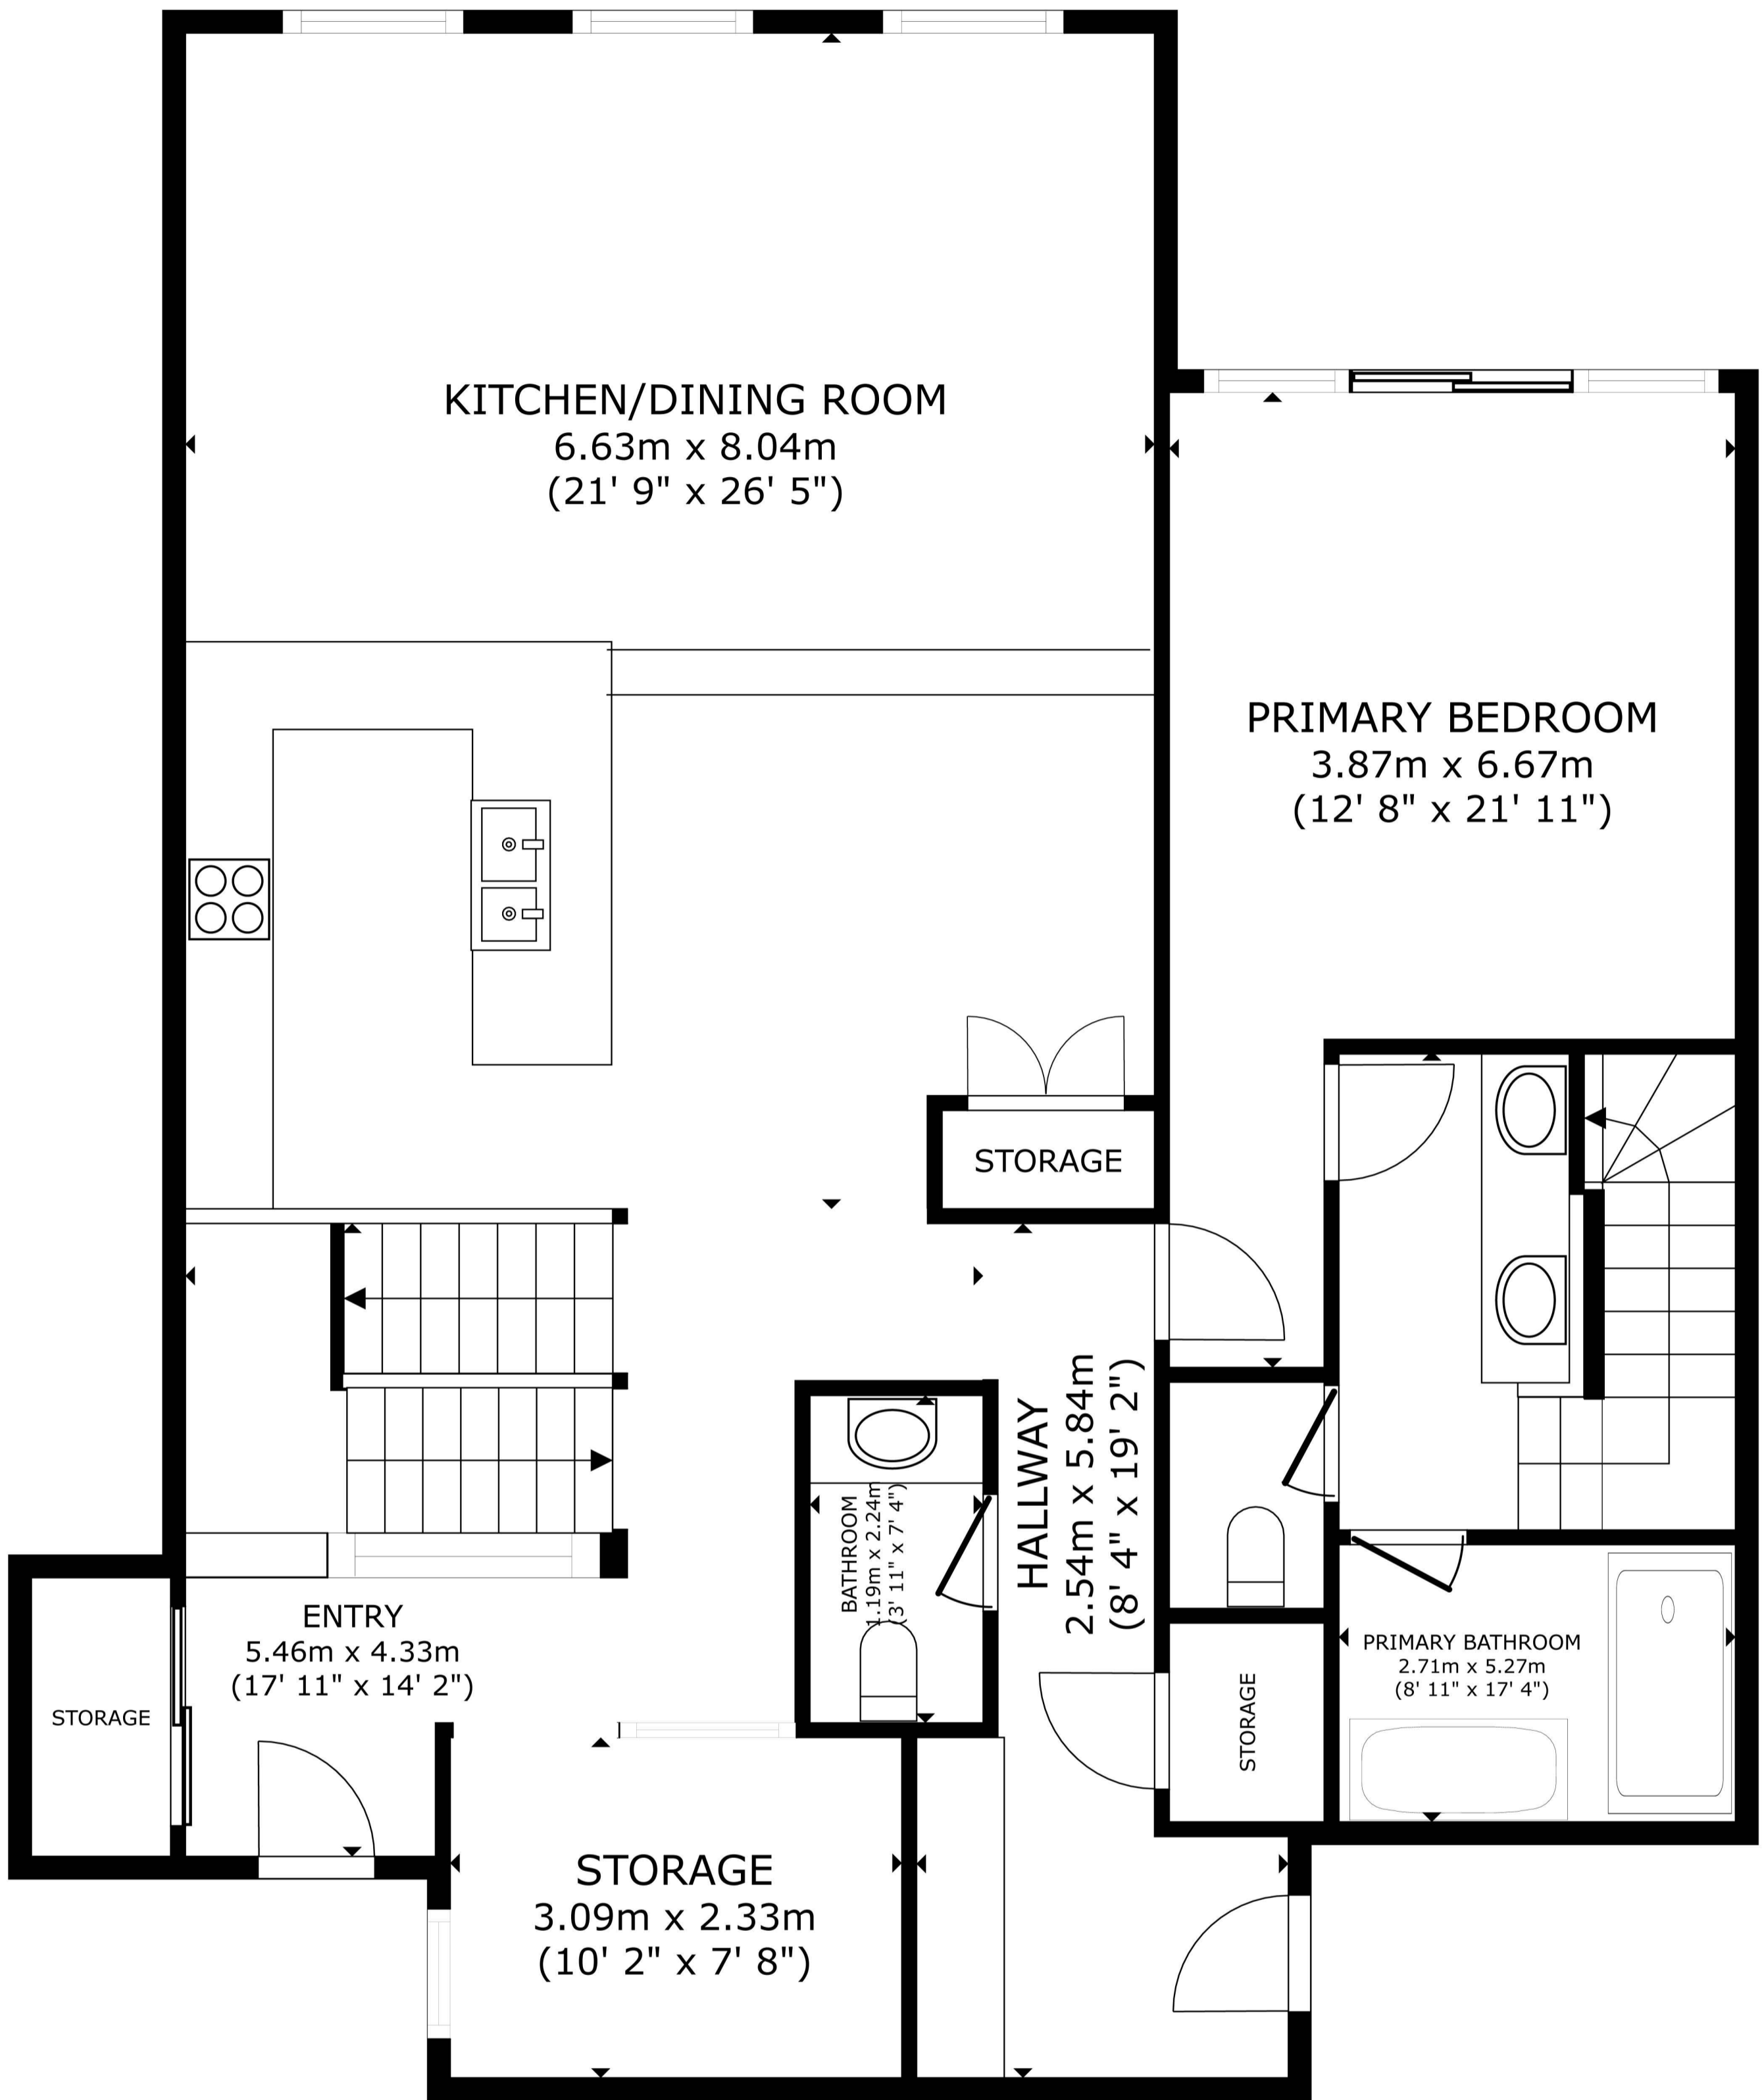 KITCHEN/DINING ROOM
6.63m x 8.04m
(21' 9" x 26' 5")
PRIMARY BEDROOM
3.87m x 6.67m
(12' 8" x 21' 11")
STORAGE
HALLWAY
2.54m x 5.84m
(8' 4" x 19' 2")
BATHROOM
1.19m x 2.24m
(3' 11" x 7' 4")
ENTRY
5.46m x 4.33m
(17' 11" x 14' 2")
STORAGE
STORAGE
PRIMARY BATHROOM
2.71m x 5.27m
(8' 11" x 17' 4")
STORAGE
3.09m x 2.33m
(10' 2" x 7' 8")